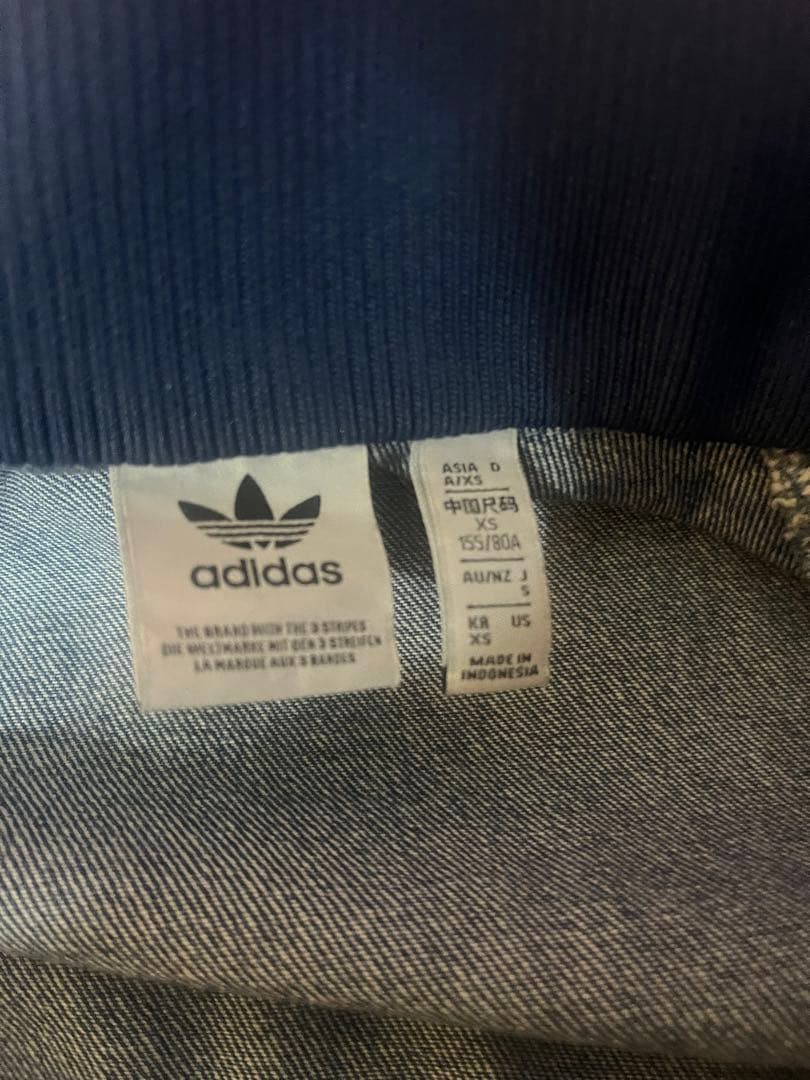 adidas
THE BRAND WITH THE 3 STRIPES
DIE WELTMARKE MIT DEN 3 STREIFEN
LA MARQUE AUX 3 BANDES
ASIA D
A/XS
中国尺码
XS
155/80A
AU/NZ J
S
KR US
XS
MADE IN
INDONESIA